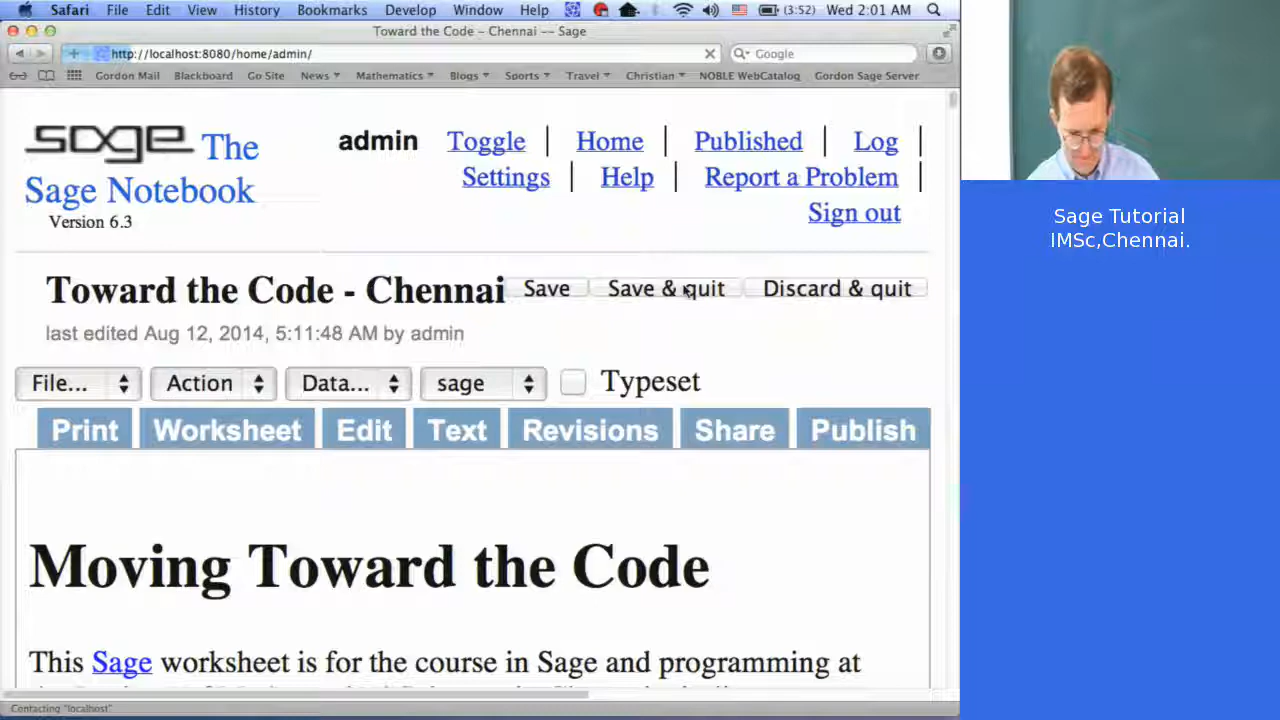 Safari File Edit View History Bookmarks Develop Window Help (3:52) Wed 2:01 AM
Toward the Code - Chennai -- Sage
http://localhost:8080/home/admin/ Google
Gordon Mail Blackboard Go Site News Mathematics Blogs Sports Travel Christian NOBLE WebCatalog Gordon Sage Server
sage The Sage Notebook
Version 6.3
admin Toggle | Home | Published | Log |
Settings | Help | Report a Problem |
Sign out
Toward the Code - Chennai Save Save & quit Discard & quit
last edited Aug 12, 2014, 5:11:48 AM by admin
File... Action Data... sage Typeset
Print Worksheet Edit Text Revisions Share Publish
Moving Toward the Code
This Sage worksheet is for the course in Sage and programming at
Contacting "localhost"
Sage Tutorial
IMSc,Chennai.